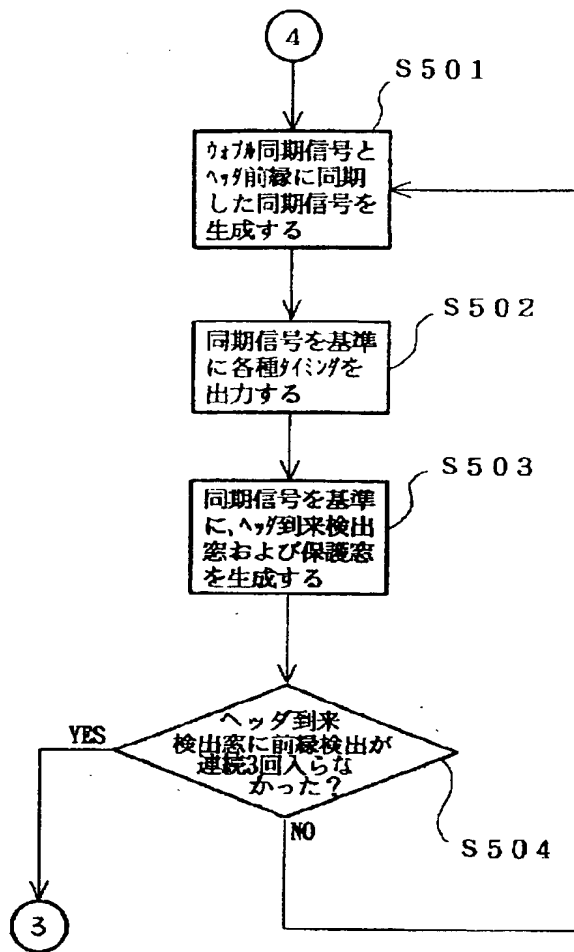 4
S501
ウォブル同期信号と
ヘッダ前縁に同期
した同期信号を
生成する
S502
同期信号を基準
に各種タイミングを
出力する
S503
同期信号を基準
に、ヘッダ到来検出
窓および保護窓
を生成する
ヘッダ到来
検出窓に前縁検出が
連続3回入らな
かった？
YES
NO
S504
3